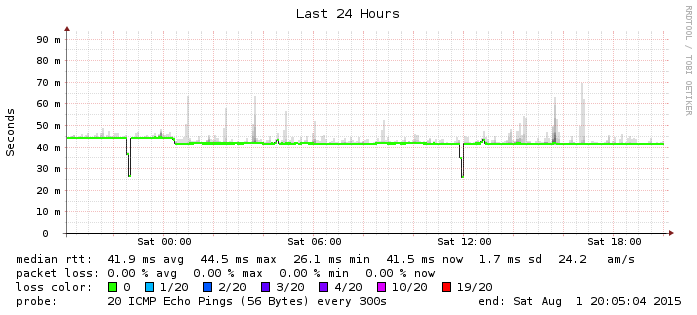 Last 24 Hours
RRDTOOL / TOBI OETIKER
Seconds
90 m
80 m
70 m
60 m
50 m
40 m
30 m
20 m
10 m
0
Sat 00:00 Sat 06:00 Sat 12:00 Sat 18:00
median rtt: 41.9 ms avg 44.5 ms max 26.1 ms min 41.5 ms now 1.7 ms sd 24.2 am/s
packet loss: 0.00 % avg 0.00 % max 0.00 % min 0.00 % now
loss color: 0 1/20 2/20 3/20 4/20 10/20 19/20
probe: 20 ICMP Echo Pings (56 Bytes) every 300s end: Sat Aug 1 20:05:04 2015